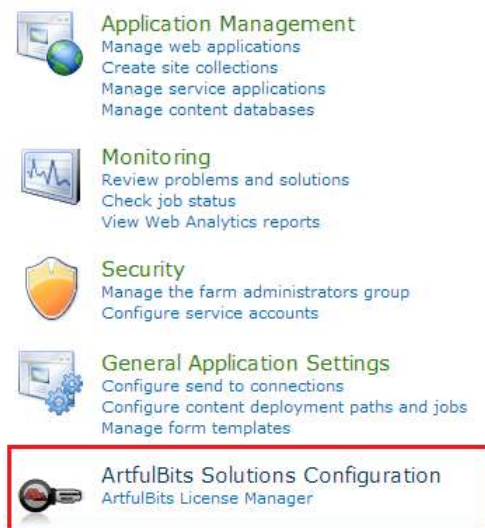 Application Management
Manage web applications
Create site collections
Manage service applications
Manage content databases
Monitoring
Review problems and solutions
Check job status
View Web Analytics reports
Security
Manage the farm administrators group
Configure service accounts
General Application Settings
Configure send to connections
Configure content deployment paths and jobs
Manage form templates
ArtfulBits Solutions Configuration
ArtfulBits License Manager